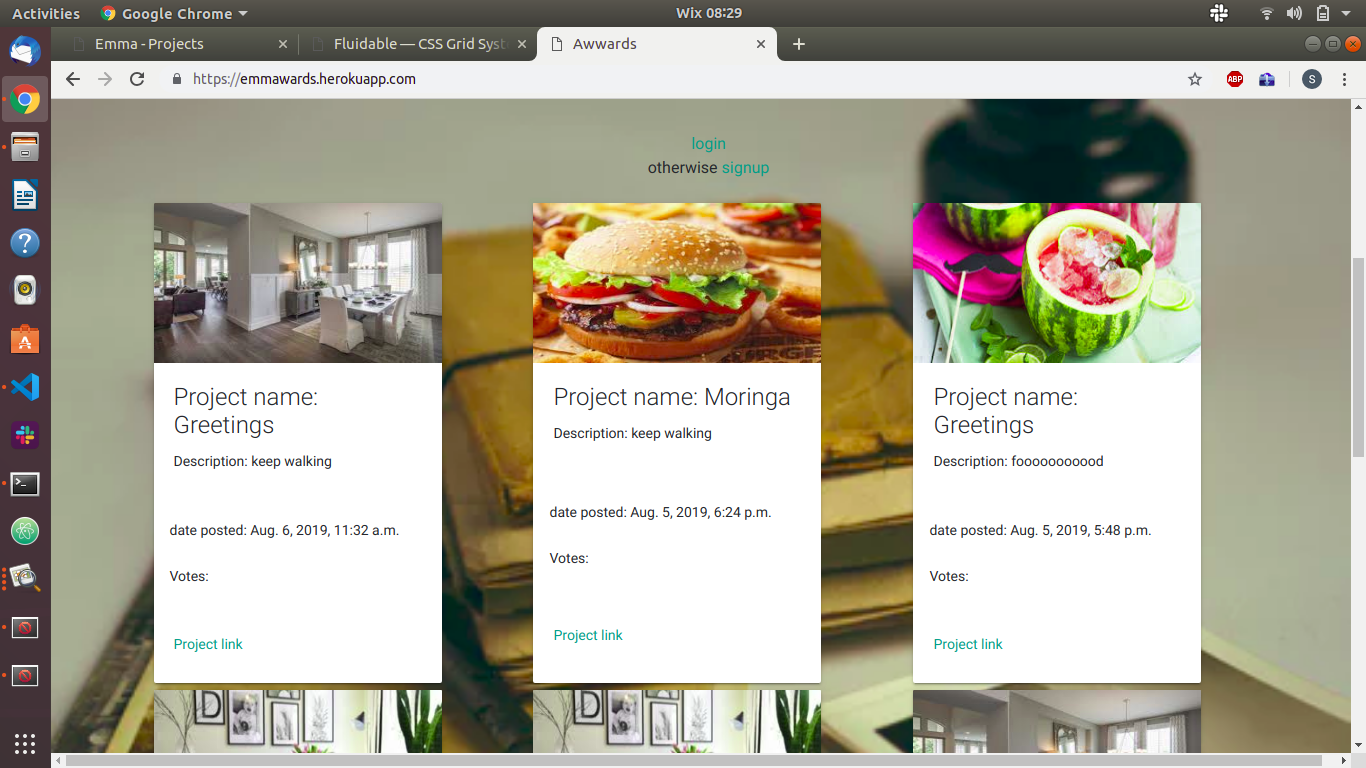 Activities
Google Chrome
Wix 08:29
Emma - Projects
Fluidable — CSS Grid Syst
Awwards
https://emmawards.herokuapp.com
ABP
S
login
otherwise signup
Project name:
Greetings
Description: keep walking
date posted: Aug. 6, 2019, 11:32 a.m.
Votes:
Project link
Project name: Moringa
Description: keep walking
date posted: Aug. 5, 2019, 6:24 p.m.
Votes:
Project link
Project name:
Greetings
Description: fooooooooood
date posted: Aug. 5, 2019, 5:48 p.m.
Votes:
Project link
D
D